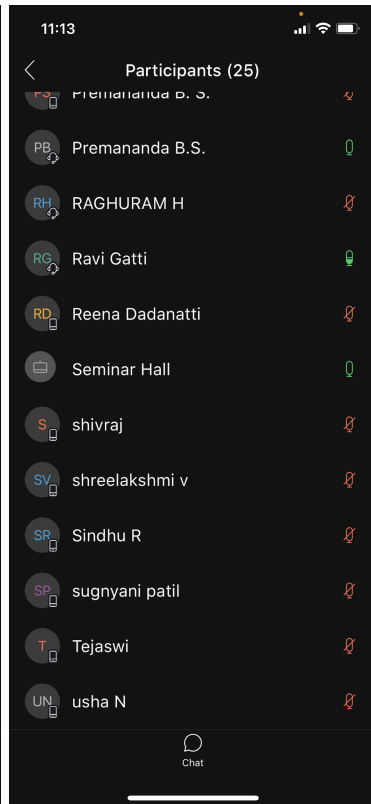 11:13
Participants (25)
PS Premananda B. S.
PB Premananda B.S.
RH RAGHURAM H
RG Ravi Gatti
RD Reena Dadanatti
Seminar Hall
S shivraj
SV shreelakshmi v
SR Sindhu R
SP sugnyani patil
T Tejaswi
UN usha N
Chat